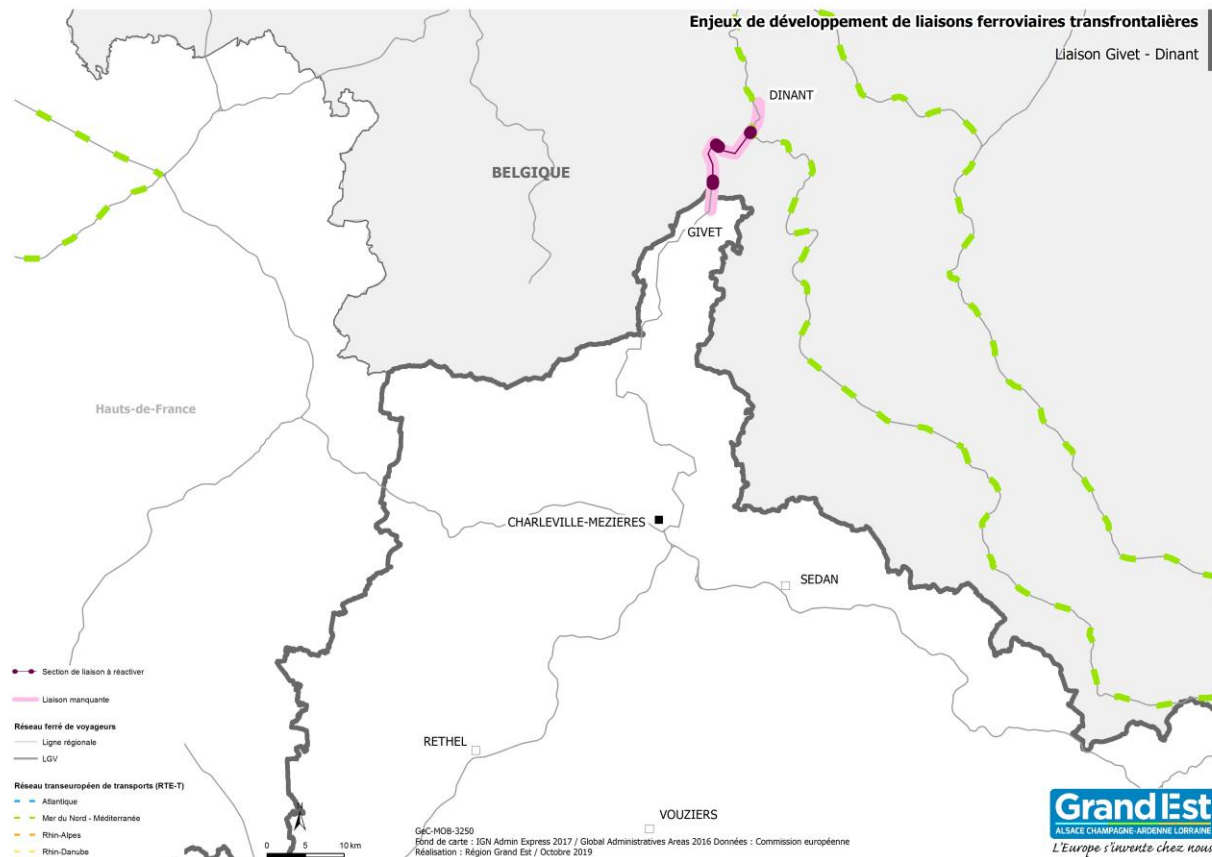 Enjeux de développement de liaisons ferroviaires transfrontalières
Liaison Givet - Dinant
DINANT
BELGIQUE
GIVET
Hauts-de-France
CHARLEVILLE-MEZIERES
SEDAN
RETHEL
VOUZIERS
Section de liaison à réactiver
Liaison manquante
Réseau ferré de voyageurs
Ligne régionale
LGV
Réseau transeuropéen de transports (RTE-T)
Atlantique
Mer du Nord - Méditerranée
Rhin-Alpes
Rhin-Danube
N
0 5 10 km
GeC-MOB-3250
Fond de carte : IGN Admin Express 2017 / Global Administratives Areas 2016 Données : Commission européenne
Réalisation : Région Grand Est / Octobre 2019
Grand Est
ALSACE CHAMPAGNE-ARDENNE LORRAINE
L'Europe s'invente chez nous